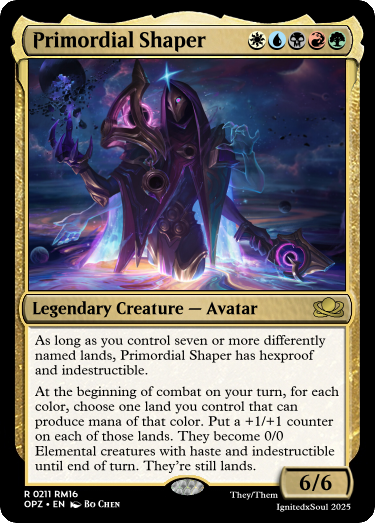 Primordial Shaper
Legendary Creature — Avatar
As long as you control seven or more differently
named lands, Primordial Shaper has hexproof
and indestructible.
At the beginning of combat on your turn, for each
color, choose one land you control that can
produce mana of that color. Put a +1/+1 counter
on each of those lands. They become 0/0
Elemental creatures with haste and indestructible
until end of turn. They're still lands.
6/6
R 0211 RM16
OPZ • EN Bo Chen
They/Them
IgnitedxSoul 2025